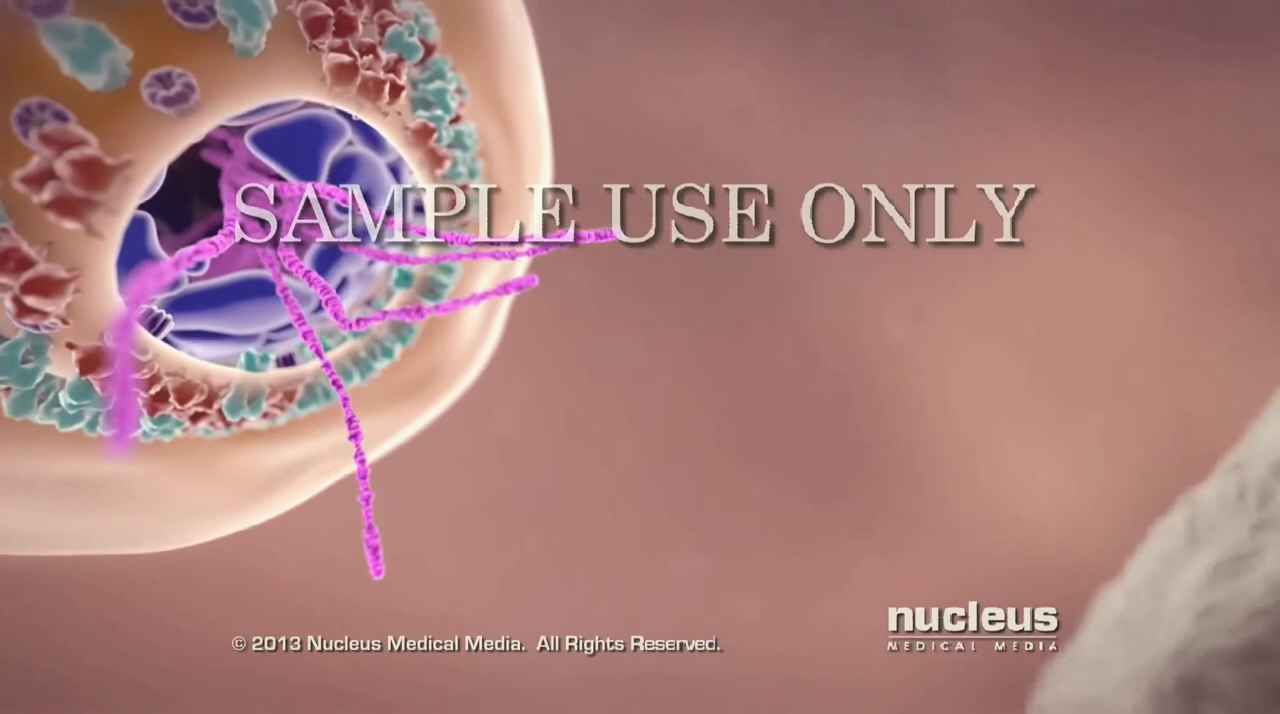 SAMPLE USE ONLY
© 2013 Nucleus Medical Media. All Rights Reserved.
nucleus
MEDICAL MEDIA